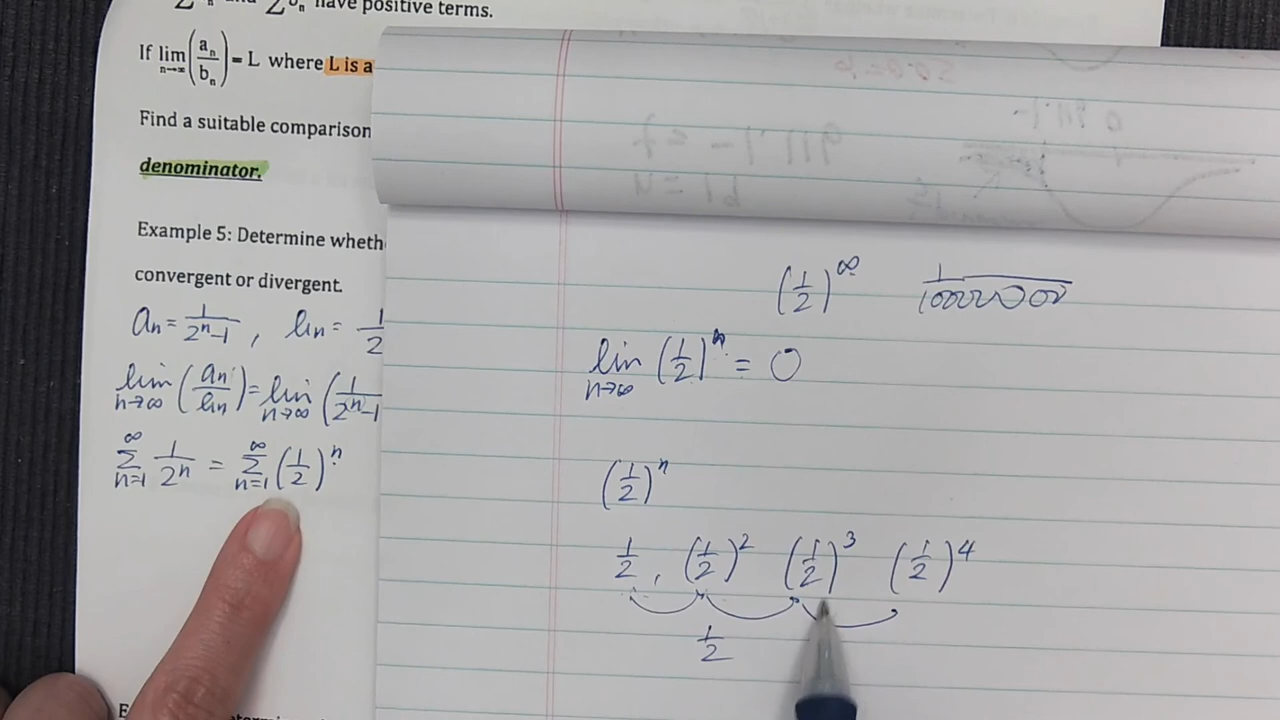 have positive terms.
If lim n→∞ (aₙ/bₙ) = L where L is a
Find a suitable comparison
denominator.
Example 5: Determine wheth
convergent or divergent.
aₙ = 1/(2ⁿ-1), bₙ = 1/2
lim n→∞ (aₙ/bₙ) = lim n→∞ (1/(2ⁿ-1
∞ Σ n=1 1/2ⁿ = ∞ Σ n=1 (1/2)ⁿ
(1/2)^∞
lim n→∞ (1/2)ⁿ = 0
(1/2)ⁿ
1/2, (1/2)² (1/2)³ (1/2)⁴
1/2